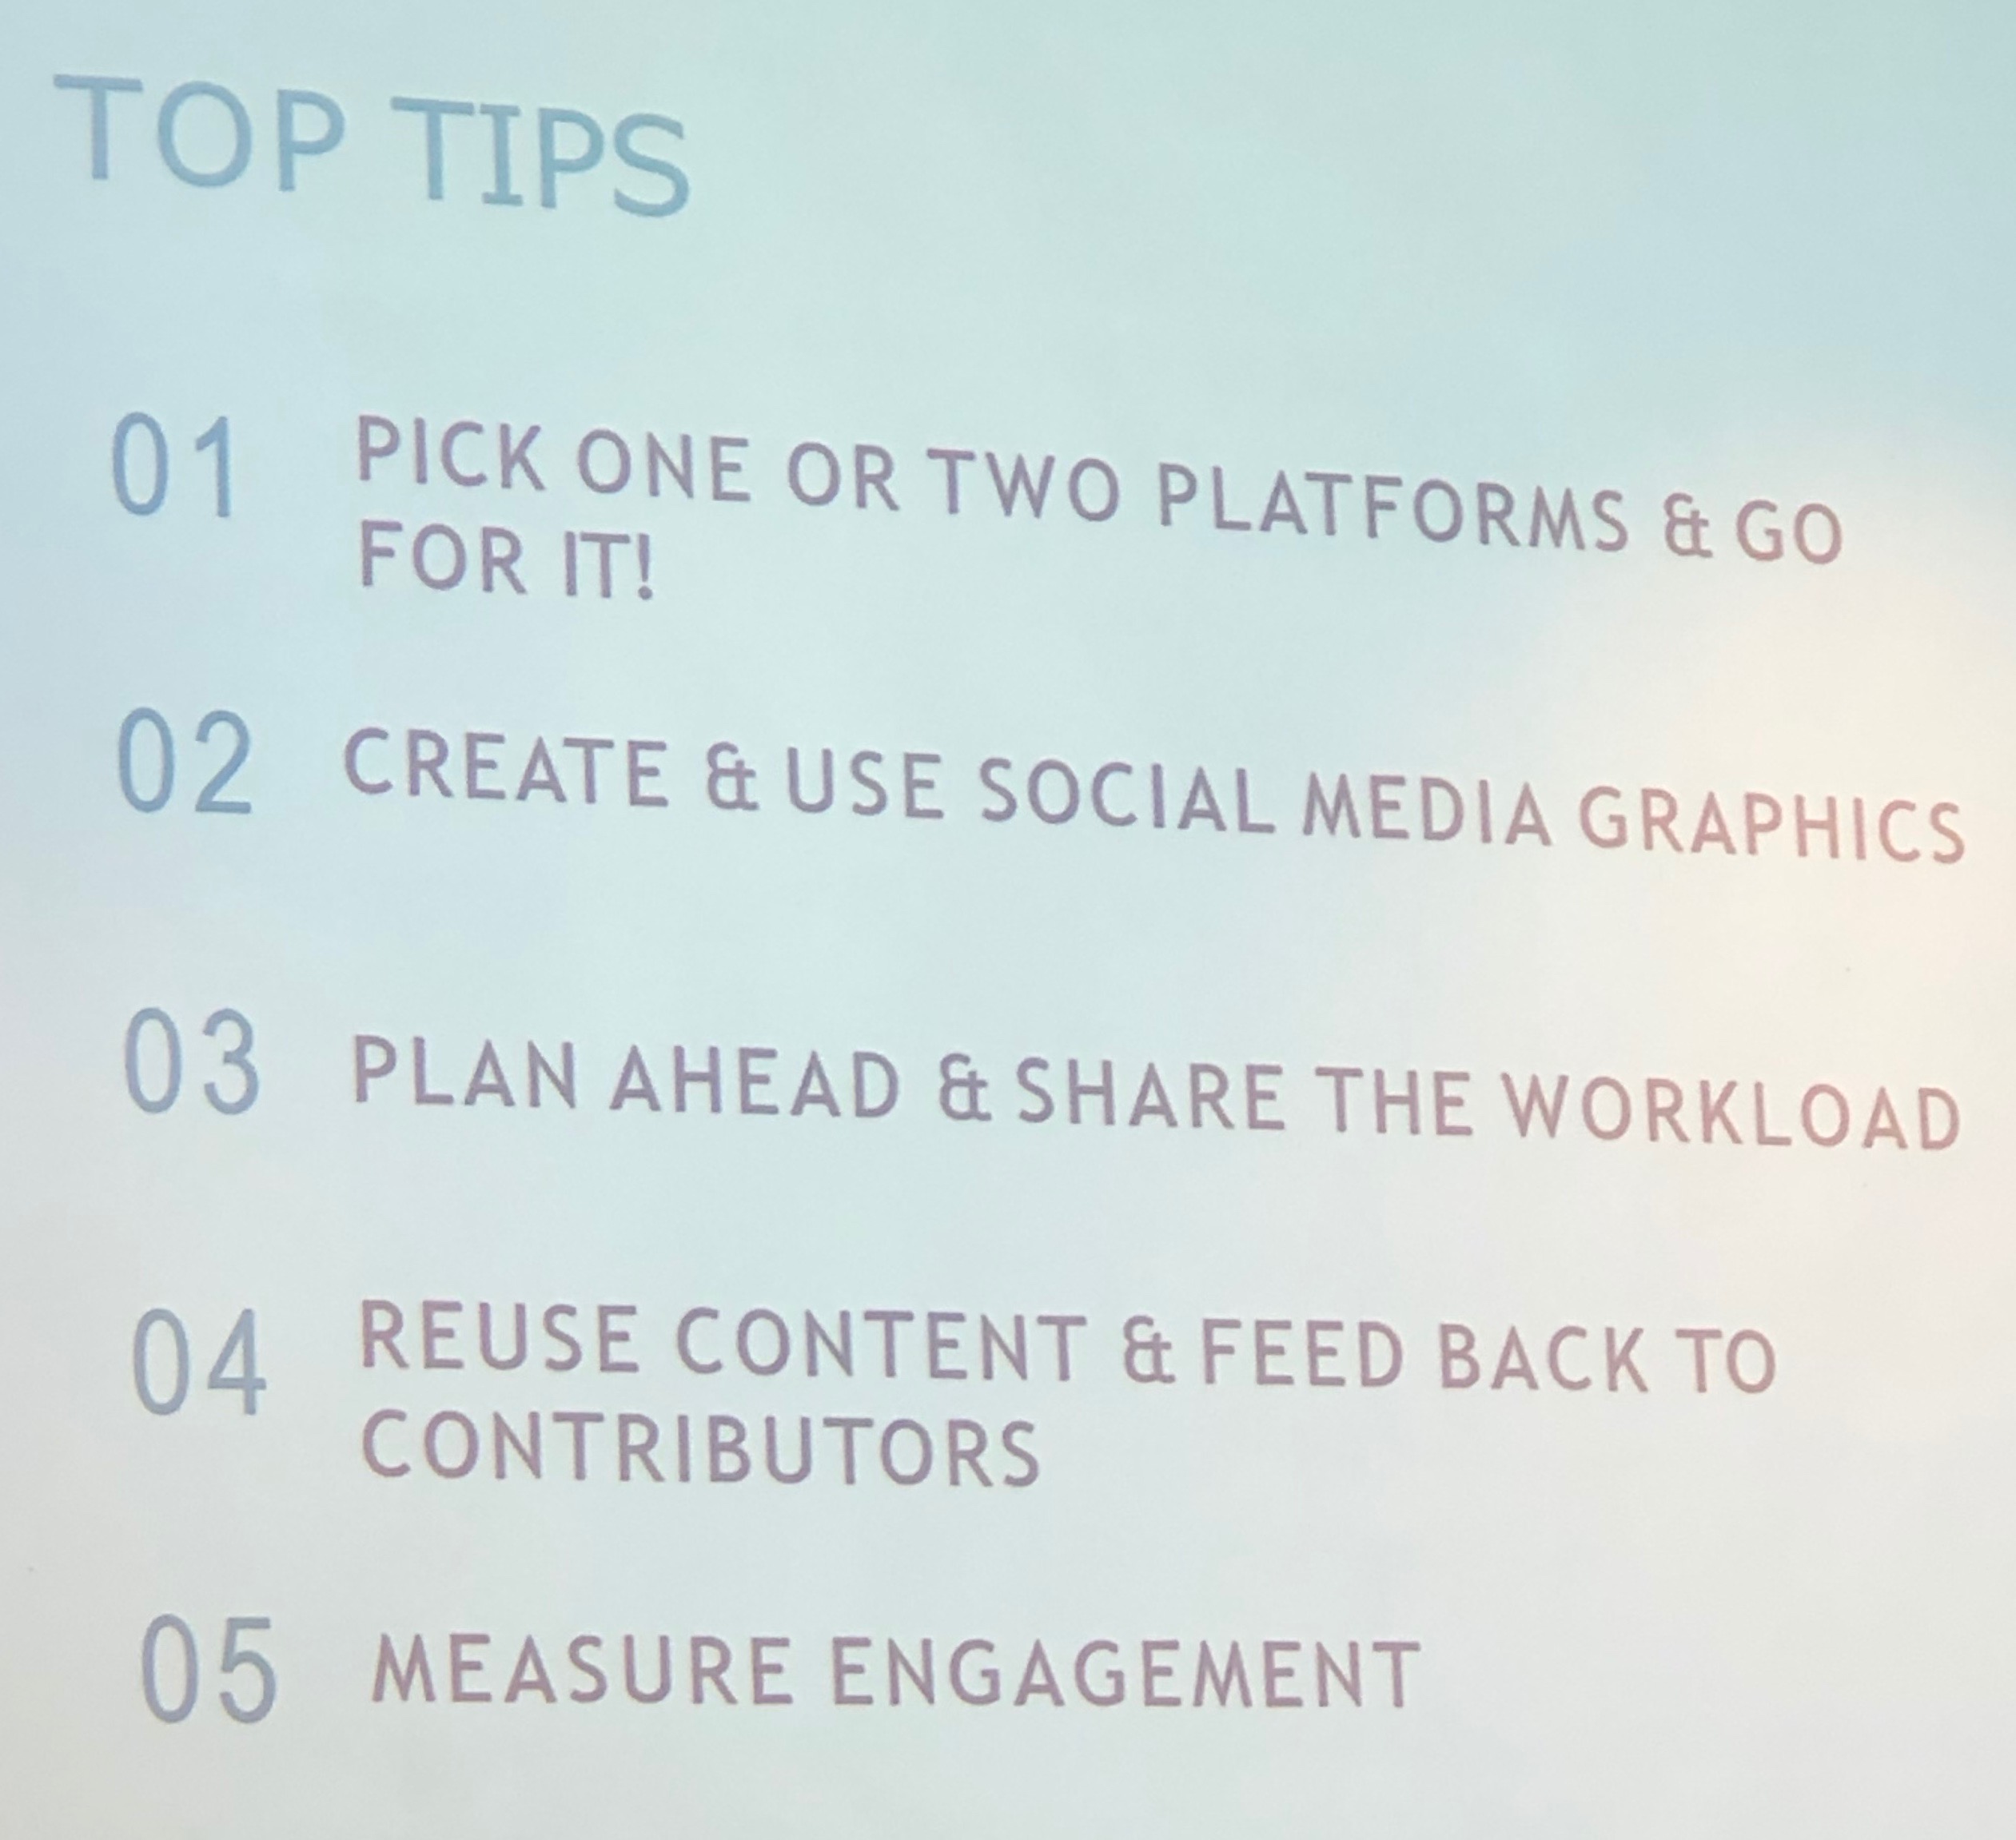 TOP TIPS
01 PICK ONE OR TWO PLATFORMS & GO
FOR IT!
02 CREATE & USE SOCIAL MEDIA GRAPHICS
03 PLAN AHEAD & SHARE THE WORKLOAD
04 REUSE CONTENT & FEED BACK TO
CONTRIBUTORS
05 MEASURE ENGAGEMENT